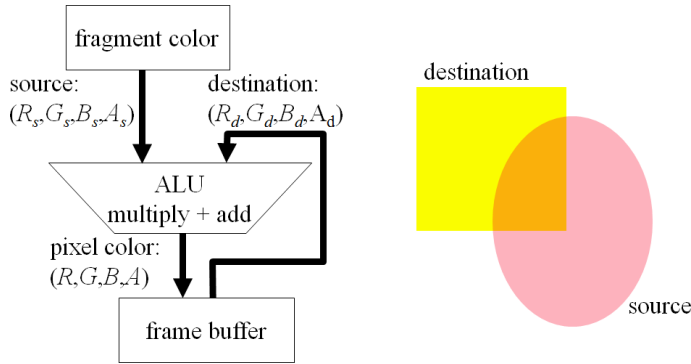 fragment color
source:
(Rs,Gs,Bs,As)
destination:
(Rd,Gd,Bd,Ad)
ALU
multiply + add
pixel color:
(R,G,B,A)
frame buffer
destination
source